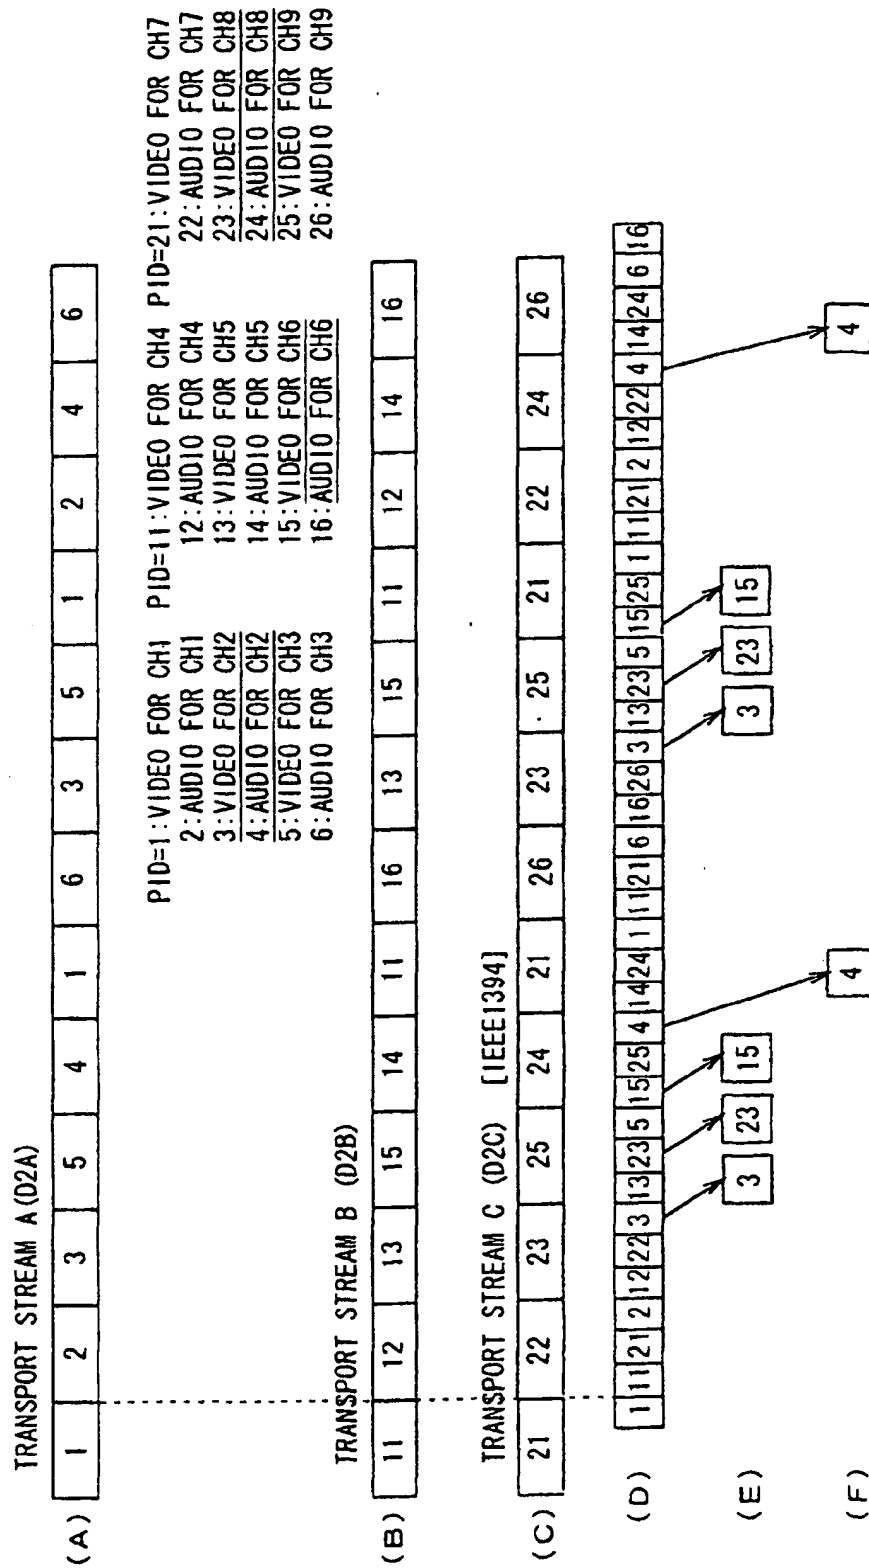 TRANSPORT STREAM A (D2A)
(A) 1 2 3 5 4 1 6 3 5 1 2 4 6
PID=1:VIDEO FOR CH1 PID=11:VIDEO FOR CH4 PID=21:VIDEO FOR CH7
2:AUDIO FOR CH1 12:AUDIO FOR CH4 22:AUDIO FOR CH7
3:VIDEO FOR CH2 13:VIDEO FOR CH5 23:VIDEO FOR CH8
4:AUDIO FOR CH2 14:AUDIO FOR CH5 24:AUDIO FOR CH8
5:VIDEO FOR CH3 15:VIDEO FOR CH6 25:VIDEO FOR CH9
6:AUDIO FOR CH3 16:AUDIO FOR CH6 26:AUDIO FOR CH9
TRANSPORT STREAM B (D2B)
(B) 11 12 13 15 14 11 16 13 15 11 12 14 16
TRANSPORT STREAM C (D2C) [IEEE1394]
(C) 21 22 23 25 24 21 26 23 25 21 22 24 26
(D) 1 11 21 2 12 22 3 13 23 5 15 25 4 14 24 1 11 21 6 16 26 3 13 23 5 15 25 1 11 21 2 12 22 4 14 24 6 16
(E) 3 23 15 3 23 15
(F) 4 4